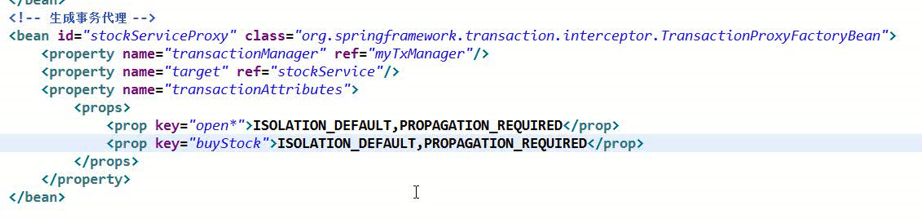 <!-- 生成事务代理 -->
<bean id="stockServiceProxy" class="org.springframework.transaction.interceptor.TransactionProxyFactoryBean">
<property name="transactionManager" ref="myTxManager"/>
<property name="target" ref="stockService"/>
<property name="transactionAttributes">
<props>
<prop key="open*">ISOLATION_DEFAULT,PROPAGATION_REQUIRED</prop>
<prop key="buyStock">ISOLATION_DEFAULT,PROPAGATION_REQUIRED</prop>
</props>
</property>
</bean>